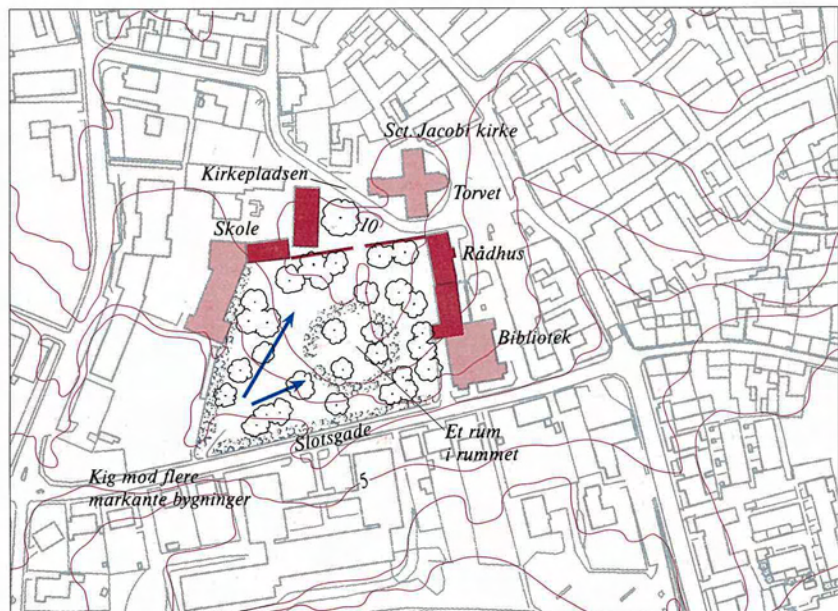 Sct. Jacobi kirke
Kirkepladsen
Torvet
Skole
10
Rådhus
Bibliotek
Et rum
i rummet
Slotsgade
Kig mod flere
markante bygninger
5